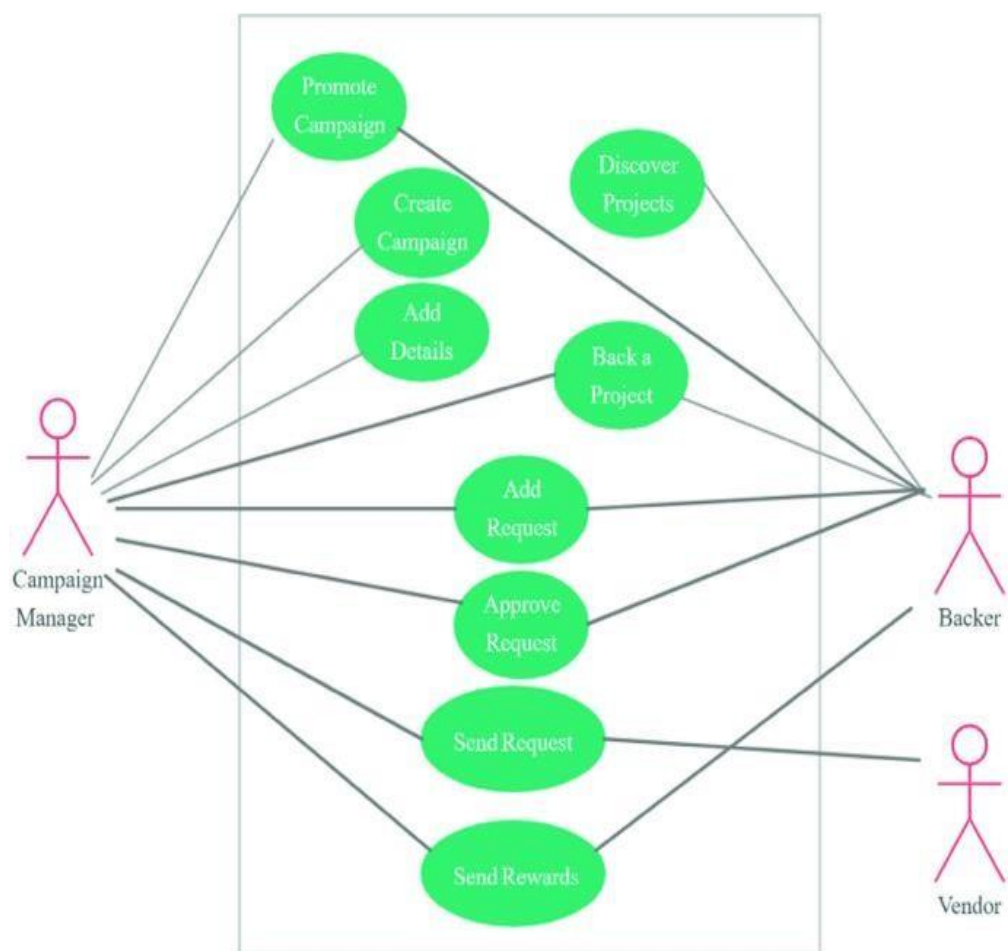 Promote
Campaign
Discover
Projects
Create
Campaign
Add
Details
Back a
Project
Add
Request
Campaign
Manager
Approve
Request
Backer
Send Request
Send Rewards
Vendor